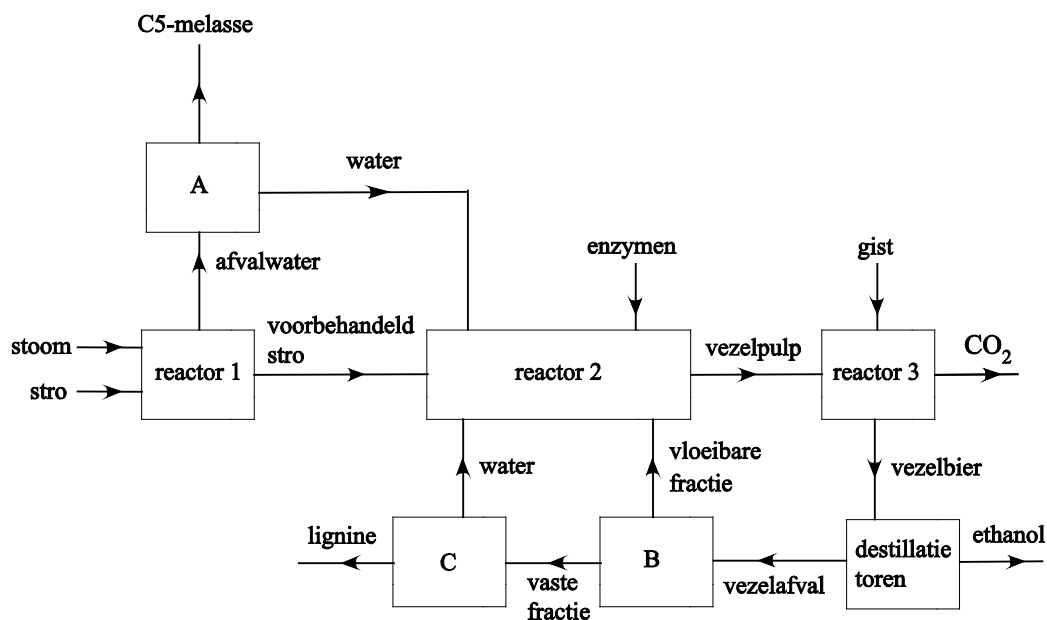 C5-melasse
A
water
afvalwater
enzymen
gist
stoom
stro
reactor 1
voorbehandeld
stro
reactor 2
vezelpulp
reactor 3
CO2
water
vloeibare
fractie
vezelbier
lignine
C
vaste
fractie
B
vezelafval
destillatie
toren
ethanol